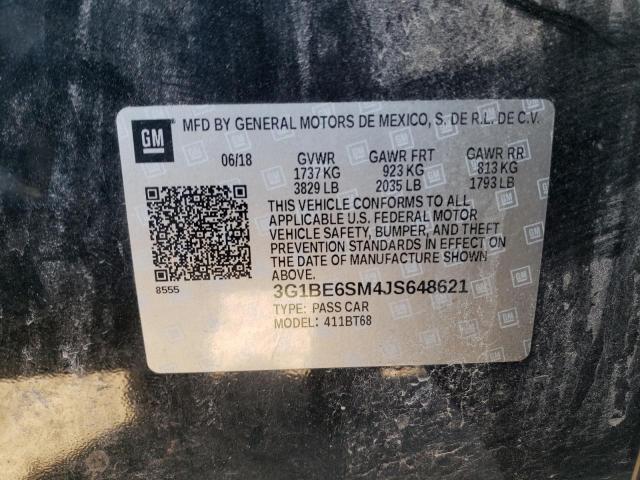 GM MFD BY GENERAL MOTORS DE MEXICO, S. DE R.L. DE C.V.
06/18 GVWR GAWR FRT GAWR RR
1737 KG 923 KG 813 KG
3829 LB 2035 LB 1793 LB
THIS VEHICLE CONFORMS TO ALL
APPLICABLE U.S. FEDERAL MOTOR
VEHICLE SAFETY, BUMPER, AND THEFT
PREVENTION STANDARDS IN EFFECT
ON THE DATE OF MANUFACTURE SHOWN
ABOVE.
8555
3G1BE6SM4JS648621
TYPE: PASS CAR
MODEL: 411BT68